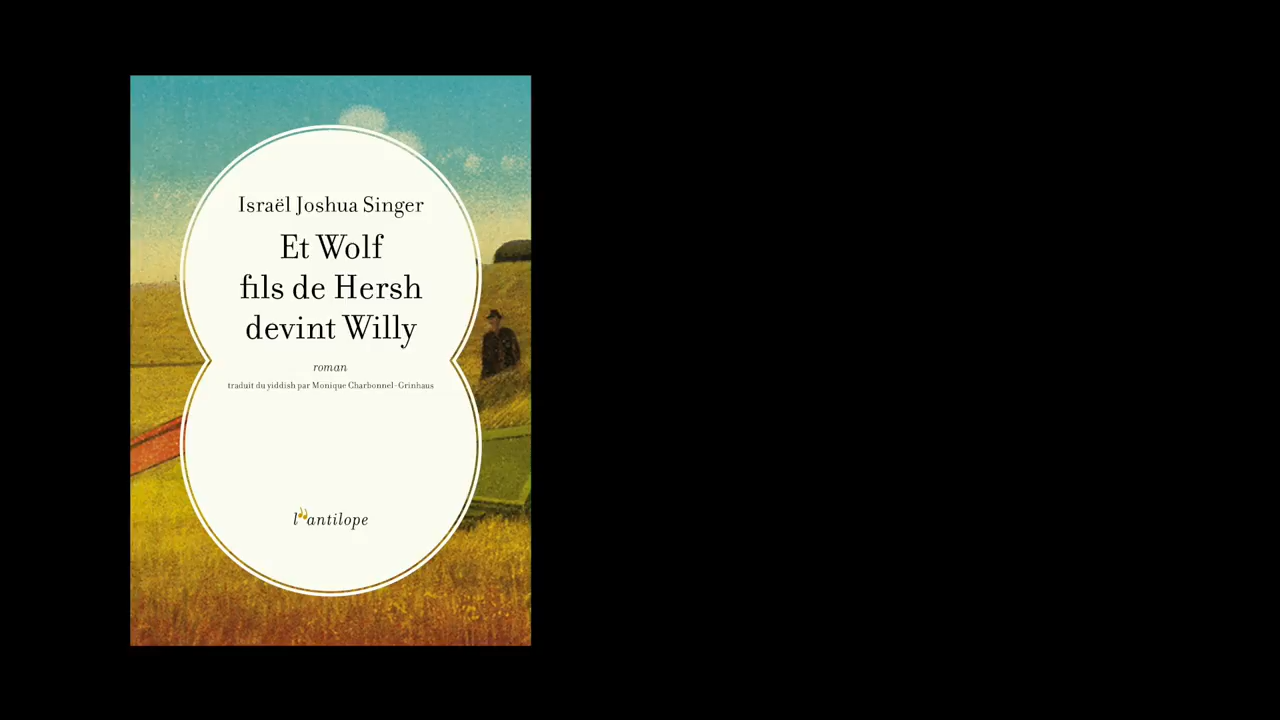 Israël Joshua Singer
Et Wolf
fils de Hersh
devint Willy
roman
traduit du yiddish par Monique Charbonnel-Grinhaus
l'antilope